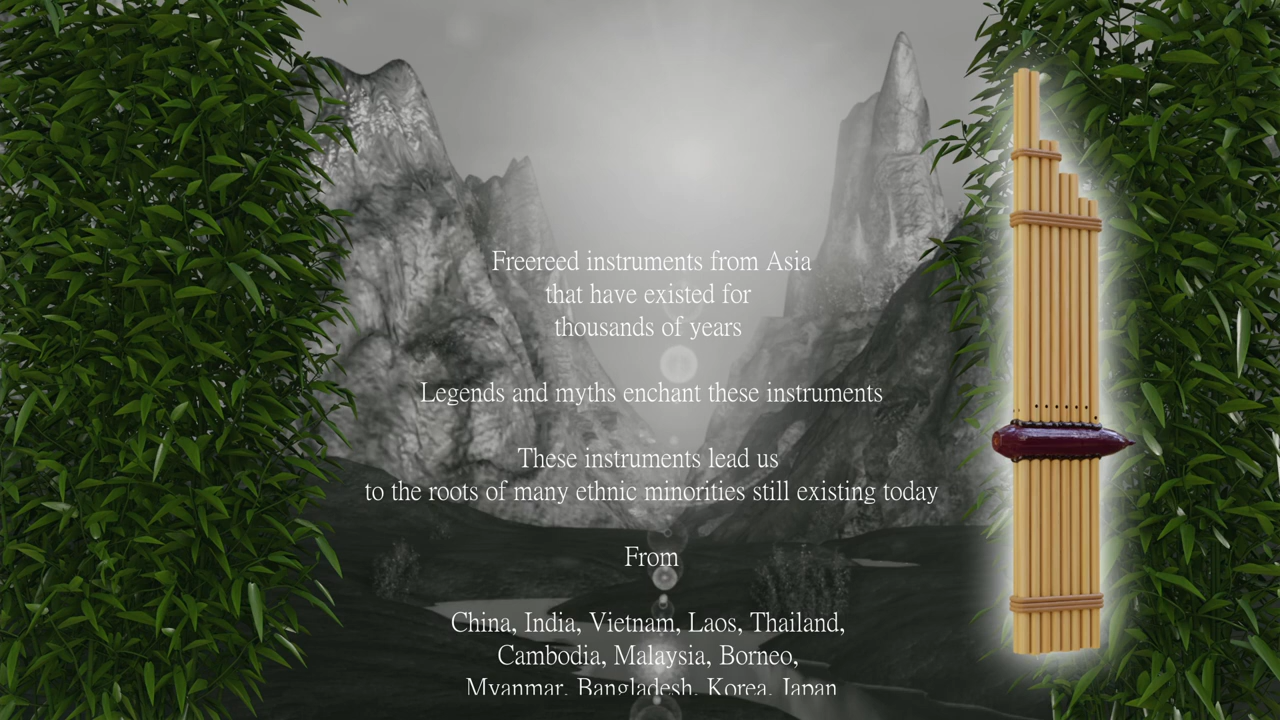 Freereed instruments from Asia
that have existed for
thousands of years
Legends and myths enchant these instruments
These instruments lead us
to the roots of many ethnic minorities still existing today
From
China, India, Vietnam, Laos, Thailand,
Cambodia, Malaysia, Borneo,
Myanmar, Bangladesh, Korea, Japan